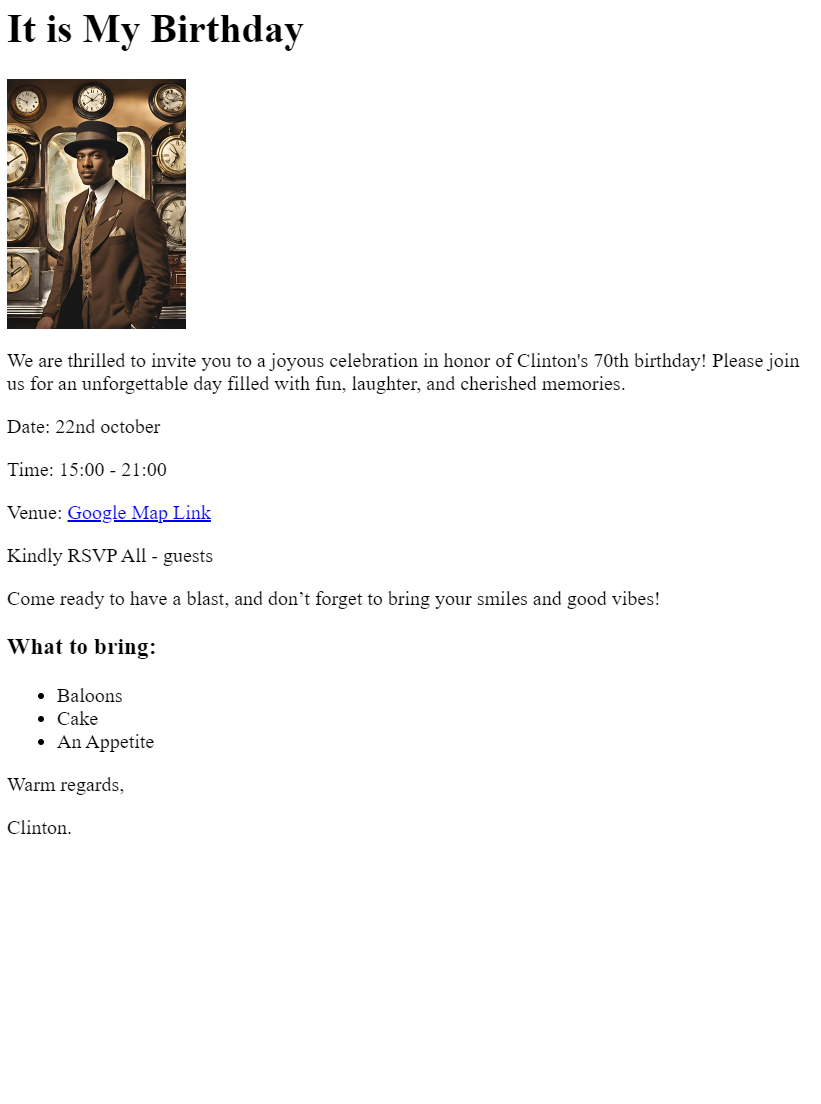 It is My Birthday
We are thrilled to invite you to a joyous celebration in honor of Clinton's 70th birthday! Please join
us for an unforgettable day filled with fun, laughter, and cherished memories.
Date: 22nd october
Time: 15:00 - 21:00
Venue: Google Map Link
Kindly RSVP All - guests
Come ready to have a blast, and don’t forget to bring your smiles and good vibes!
What to bring:
• Baloons
• Cake
• An Appetite
Warm regards,
Clinton.